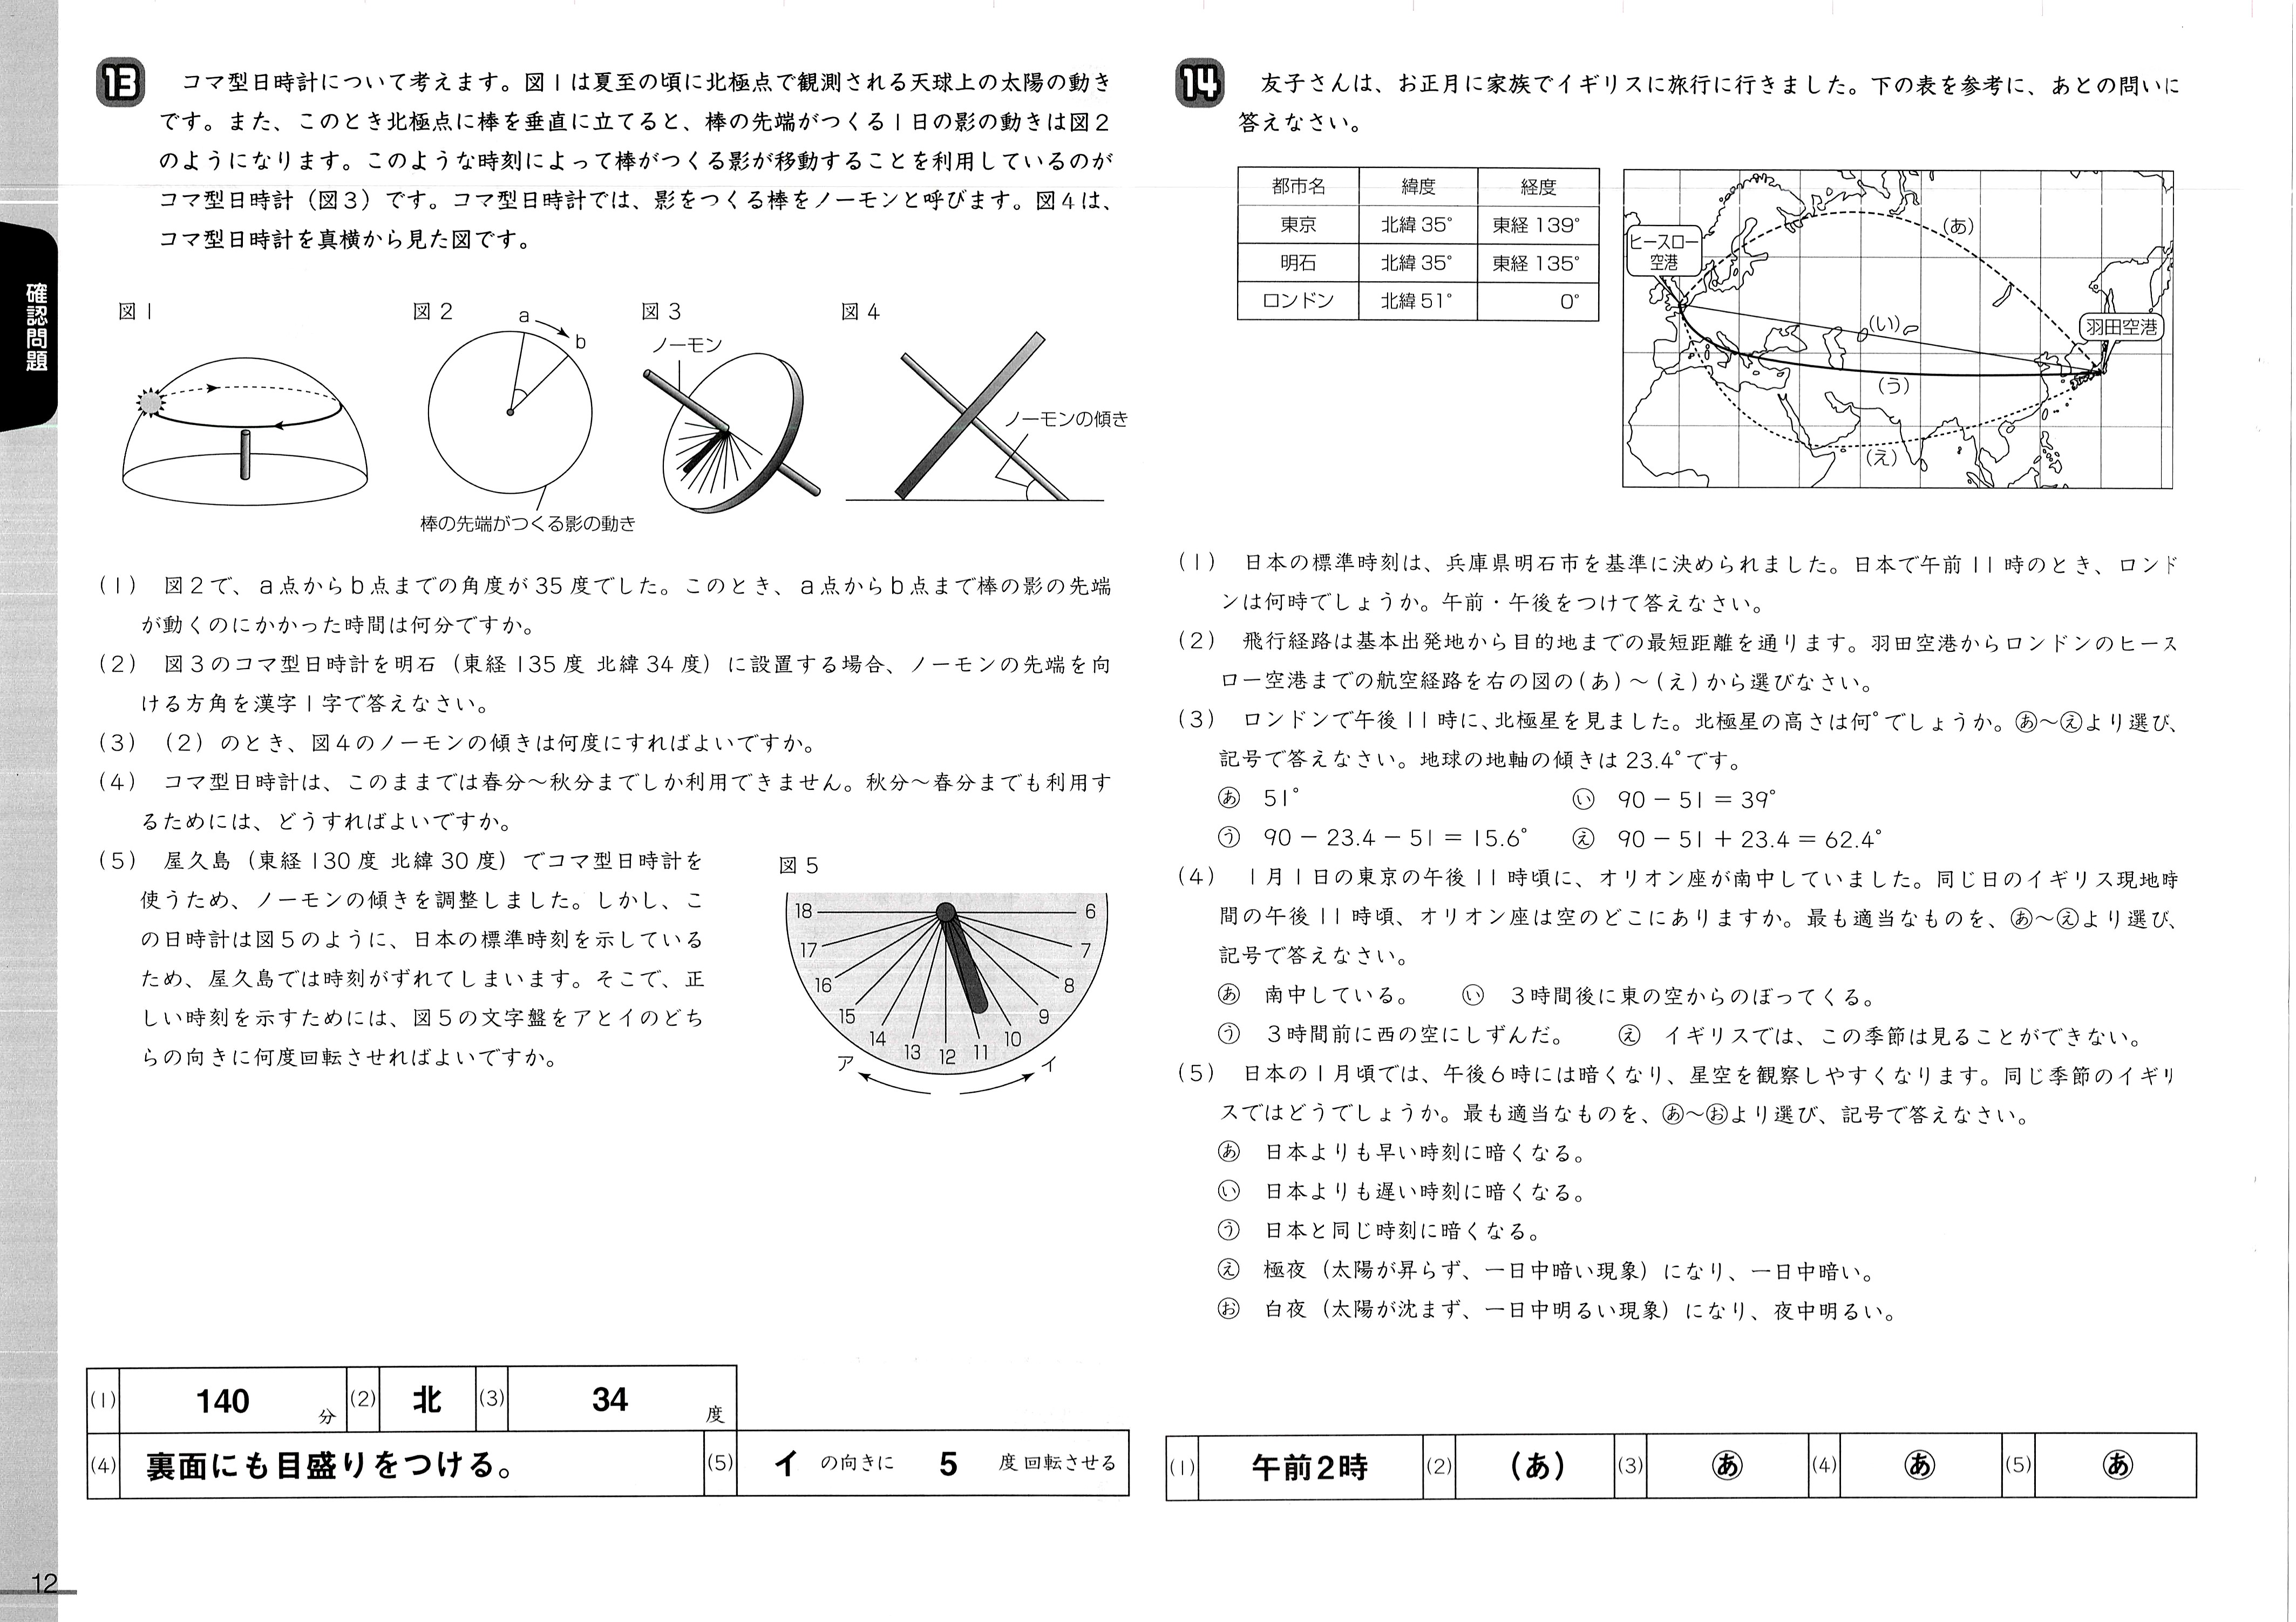 確認問題
13
コマ型日時計について考えます。図1は夏至の頃に北極点で観測される天球上の太陽の動き
です。また、このとき北極点に棒を垂直に立てると、棒の先端がつくる1日の影の動きは図2
のようになります。このような時刻によって棒がつくる影が移動することを利用しているのが
コマ型日時計（図3）です。コマ型日時計では、影をつくる棒をノーモンと呼びます。図4は、
コマ型日時計を真横から見た図です。
図1
図2
a
b
棒の先端がつくる影の動き
図3
ノーモン
図4
ノーモンの傾き
(1) 図2で、a点からb点までの角度が35度でした。このとき、a点からb点まで棒の影の先端
が動くのにかかった時間は何分ですか。
(2) 図3のコマ型日時計を明石（東経135度 北緯34度）に設置する場合、ノーモンの先端を向
ける方角を漢字1字で答えなさい。
(3) (2)のとき、図4のノーモンの傾きは何度にすればよいですか。
(4) コマ型日時計は、このままでは春分～秋分までしか利用できません。秋分～春分までも利用す
るためには、どうすればよいですか。
(5) 屋久島（東経130度 北緯30度）でコマ型日時計を
使うため、ノーモンの傾きを調整しました。しかし、こ
の日時計は図5のように、日本の標準時刻を示している
ため、屋久島では時刻がずれてしまいます。そこで、正
しい時刻を示すためには、図5の文字盤をアとイのどち
らの向きに何度回転させればよいですか。
図5
18
17
16
15
14
13
12
11
10
9
8
7
6
ア
イ
(1) 140 分 (2) 北 (3) 34 度
(4) 裏面にも目盛りをつける。 (5) イ の向きに 5 度回転させる
12
14
友子さんは、お正月に家族でイギリスに旅行に行きました。下の表を参考に、あとの問いに
答えなさい。
都市名 緯度 経度
東京 北緯35° 東経139°
明石 北緯35° 東経135°
ロンドン 北緯51° 0°
ヒースロー
空港
羽田空港
(あ)
(い)
(う)
(え)
(1) 日本の標準時刻は、兵庫県明石市を基準に決められました。日本で午前11時のとき、ロンド
ンは何時でしょうか。午前・午後をつけて答えなさい。
(2) 飛行経路は基本出発地から目的地までの最短距離を通ります。羽田空港からロンドンのヒース
ロー空港までの航空経路を右の図の(あ)～(え)から選びなさい。
(3) ロンドンで午後11時に、北極星を見ました。北極星の高さは何°でしょうか。㋐～㋓より選び、
記号で答えなさい。地球の地軸の傾きは23.4°です。
あ 51°　い 90－51＝39°
う 90－23.4－51＝15.6°　え 90－51＋23.4＝62.4°
(4) 1月1日の東京の午後11時頃に、オリオン座が南中していました。同じ日のイギリス現地時
間の午後11時頃、オリオン座は空のどこにありますか。最も適当なものを、あ～えより選び、
記号で答えなさい。
あ 南中している。　い 3時間後に東の空からのぼってくる。
う 3時間前に西の空にしずんだ。　え イギリスでは、この季節は見ることができない。
(5) 日本の1月頃では、午後6時には暗くなり、星空を観察しやすくなります。同じ季節のイギリ
スではどうでしょうか。最も適当なものを、あ～おより選び、記号で答えなさい。
あ 日本よりも早い時刻に暗くなる。
い 日本よりも遅い時刻に暗くなる。
う 日本と同じ時刻に暗くなる。
え 極夜（太陽が昇らず、一日中暗い現象）になり、一日中暗い。
お 白夜（太陽が沈まず、一日中明るい現象）になり、夜中明るい。
(1) 午前2時 (2) (あ) (3) あ (4) あ (5) あ